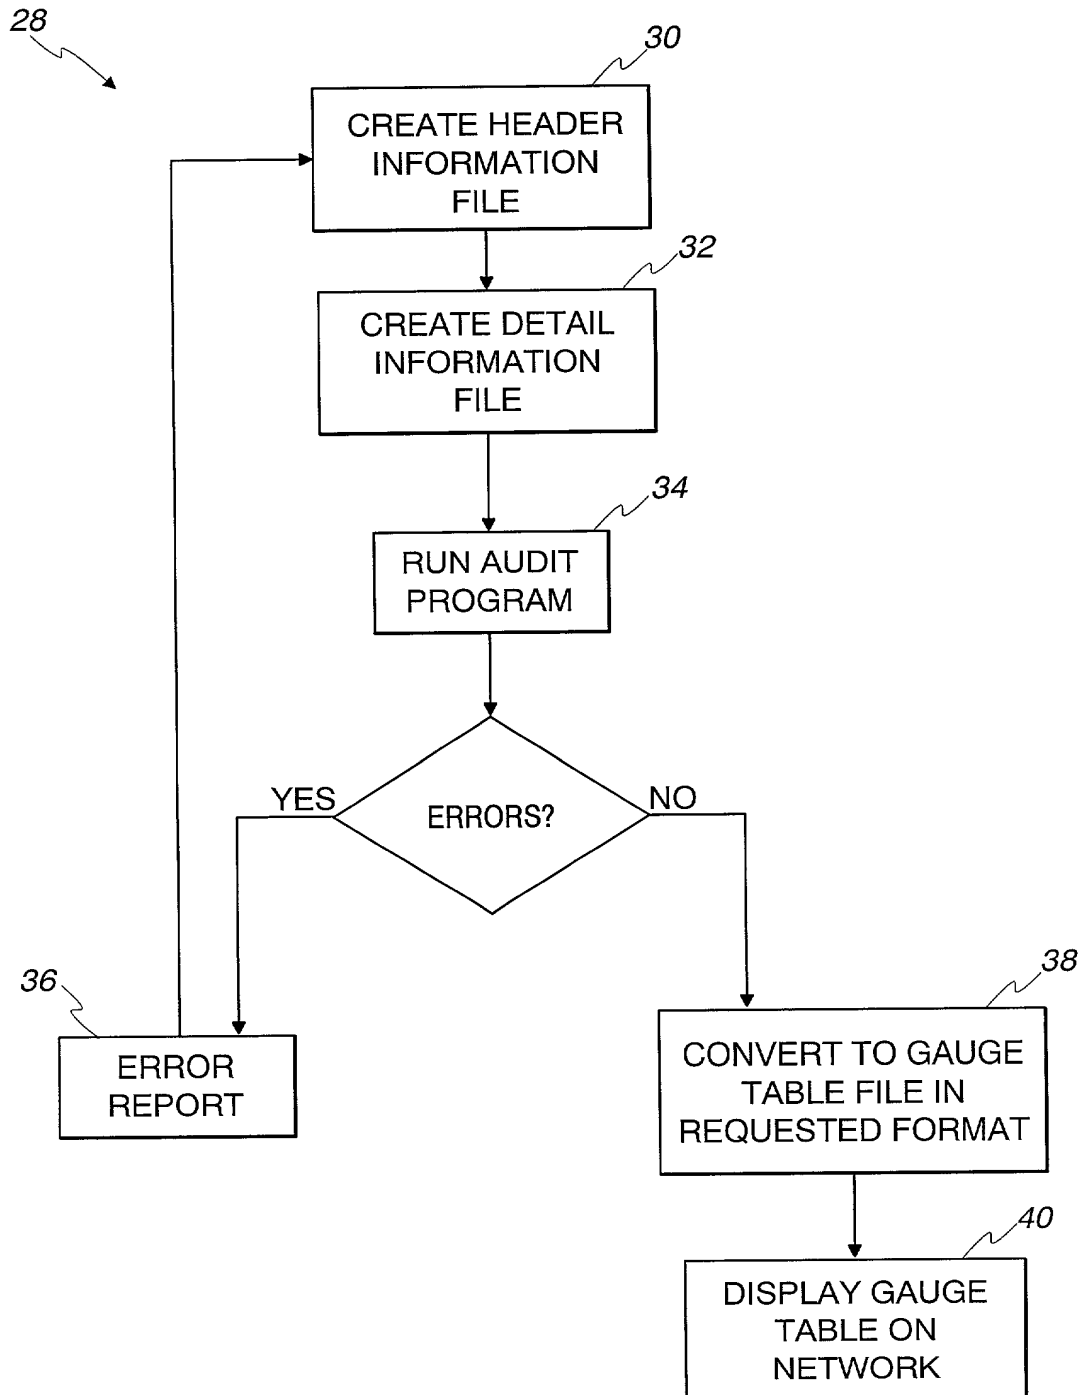 28
30
CREATE HEADER
INFORMATION
FILE
32
CREATE DETAIL
INFORMATION
FILE
34
RUN AUDIT
PROGRAM
YES
ERRORS?
NO
36
ERROR
REPORT
38
CONVERT TO GAUGE
TABLE FILE IN
REQUESTED FORMAT
40
DISPLAY GAUGE
TABLE ON
NETWORK